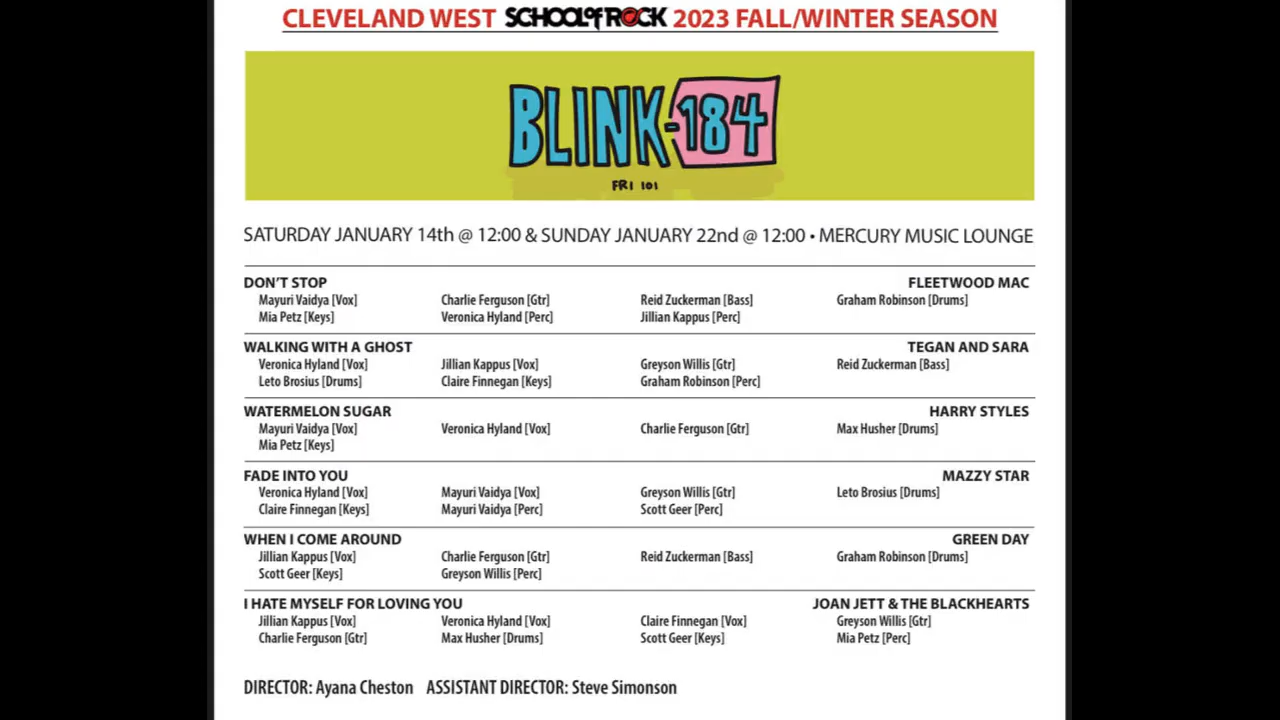 CLEVELAND WEST SCHOOL of ROCK 2023 FALL/WINTER SEASON
BLINK-184
FRI 101
SATURDAY JANUARY 14th @ 12:00 & SUNDAY JANUARY 22nd @ 12:00 • MERCURY MUSIC LOUNGE
DON'T STOP FLEETWOOD MAC
Mayuri Vaidya [Vox] Charlie Ferguson [Gtr] Reid Zuckerman [Bass] Graham Robinson [Drums]
Mia Petz [Keys] Veronica Hyland [Perc] Jillian Kappus [Perc]
WALKING WITH A GHOST TEGAN AND SARA
Veronica Hyland [Vox] Jillian Kappus [Vox] Greyson Willis [Gtr] Reid Zuckerman [Bass]
Leto Brosius [Drums] Claire Finnegan [Keys] Graham Robinson [Perc]
WATERMELON SUGAR HARRY STYLES
Mayuri Vaidya [Vox] Veronica Hyland [Vox] Charlie Ferguson [Gtr] Max Husher [Drums]
Mia Petz [Keys]
FADE INTO YOU MAZZY STAR
Veronica Hyland [Vox] Mayuri Vaidya [Vox] Greyson Willis [Gtr] Leto Brosius [Drums]
Claire Finnegan [Keys] Mayuri Vaidya [Perc] Scott Geer [Perc]
WHEN I COME AROUND GREEN DAY
Jillian Kappus [Vox] Charlie Ferguson [Gtr] Reid Zuckerman [Bass] Graham Robinson [Drums]
Scott Geer [Keys] Greyson Willis [Perc]
I HATE MYSELF FOR LOVING YOU JOAN JETT & THE BLACKHEARTS
Jillian Kappus [Vox] Veronica Hyland [Vox] Claire Finnegan [Vox] Greyson Willis [Gtr]
Charlie Ferguson [Gtr] Max Husher [Drums] Scott Geer [Keys] Mia Petz [Perc]
DIRECTOR: Ayana Cheston ASSISTANT DIRECTOR: Steve Simonson